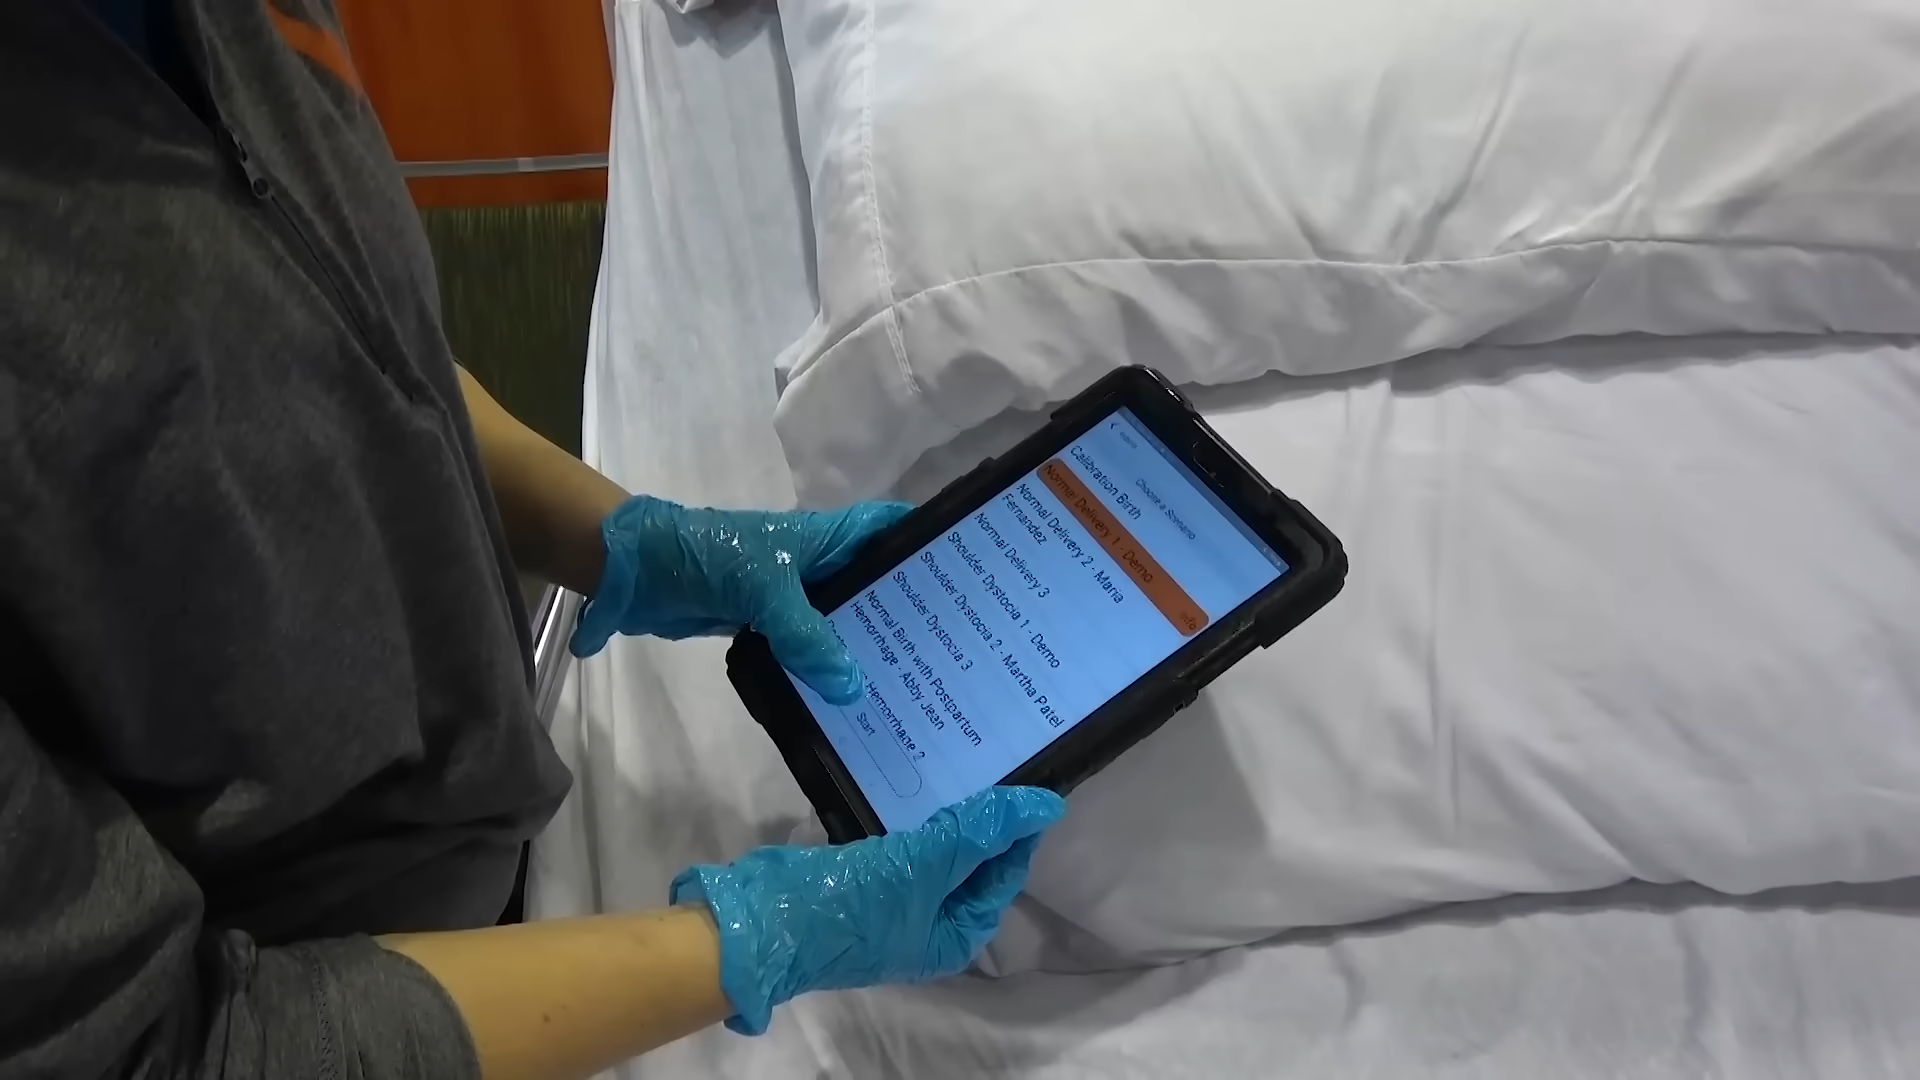 Choose a Scenario
Calibration Birth
Normal Delivery 1 - Demo
Info
Normal Delivery 2 - Maria
Fernandez
Normal Delivery 3
Shoulder Dystocia 1 - Demo
Shoulder Dystocia 2 - Martha Patel
Shoulder Dystocia 3
Normal Birth with Postpartum
Hemorrhage - Abby Jean
Hemorrhage 2
Start